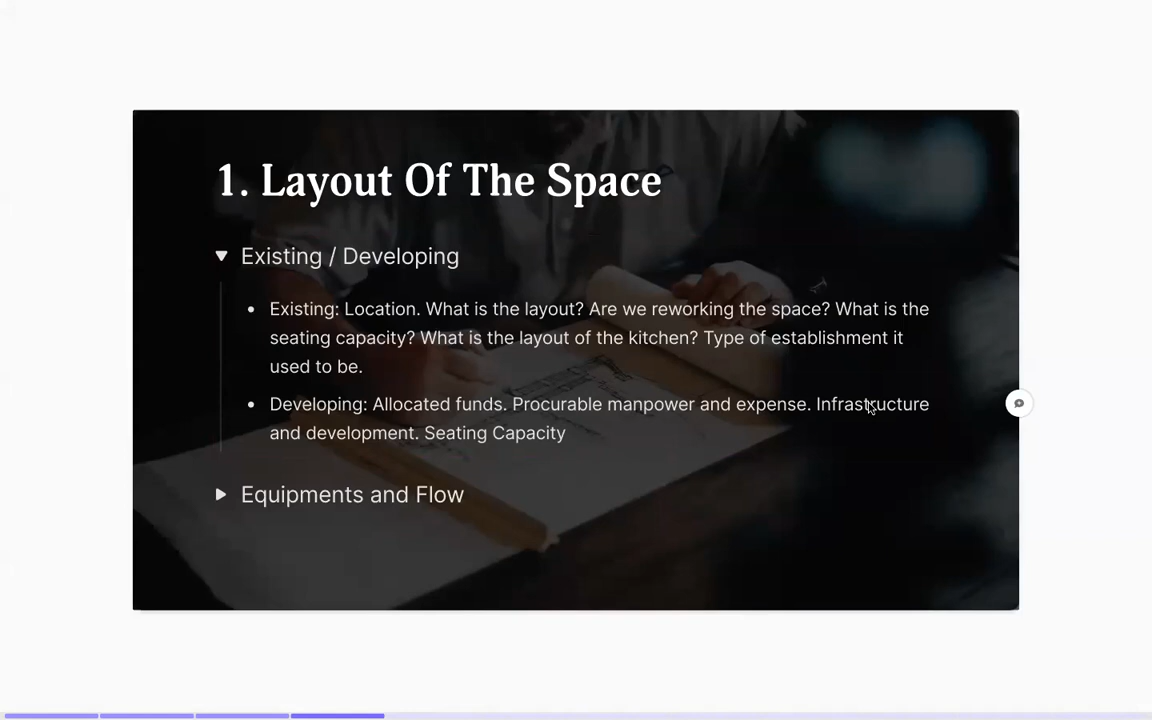 1. Layout Of The Space
Existing / Developing
Existing: Location. What is the layout? Are we reworking the space? What is the
seating capacity? What is the layout of the kitchen? Type of establishment it
used to be.
Developing: Allocated funds. Procurable manpower and expense. Infrastructure
and development. Seating Capacity
Equipments and Flow